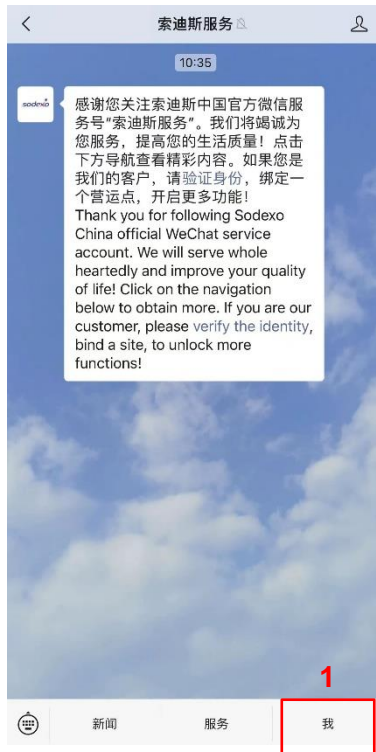 索迪斯服务
10:35
sodexo
感谢您关注索迪斯中国官方微信服
务号“索迪斯服务”。我们将竭诚为
您服务，提高您的生活质量！点击
下方导航查看精彩内容。如果您是
我们的客户，请验证身份，绑定一
个营运点，开启更多功能！
Thank you for following Sodexo
China official WeChat service
account. We will serve whole
heartedly and improve your quality
of life! Click on the navigation
below to obtain more. If you are our
customer, please verify the identity,
bind a site, to unlock more
functions!
1
新闻
服务
我